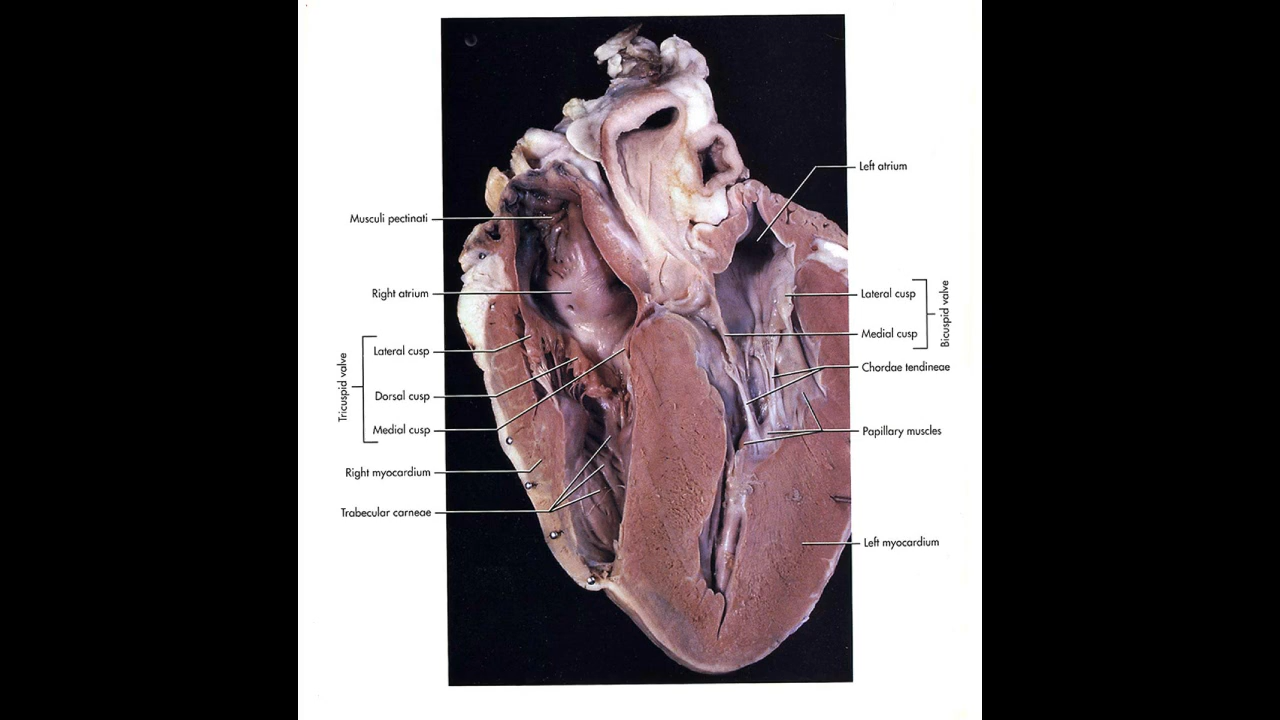 Musculi pectinati
Right atrium
Tricuspid valve
Lateral cusp
Dorsal cusp
Medial cusp
Right myocardium
Trabecular carneae
Left atrium
Lateral cusp
Medial cusp
Bicuspid valve
Chordae tendineae
Papillary muscles
Left myocardium